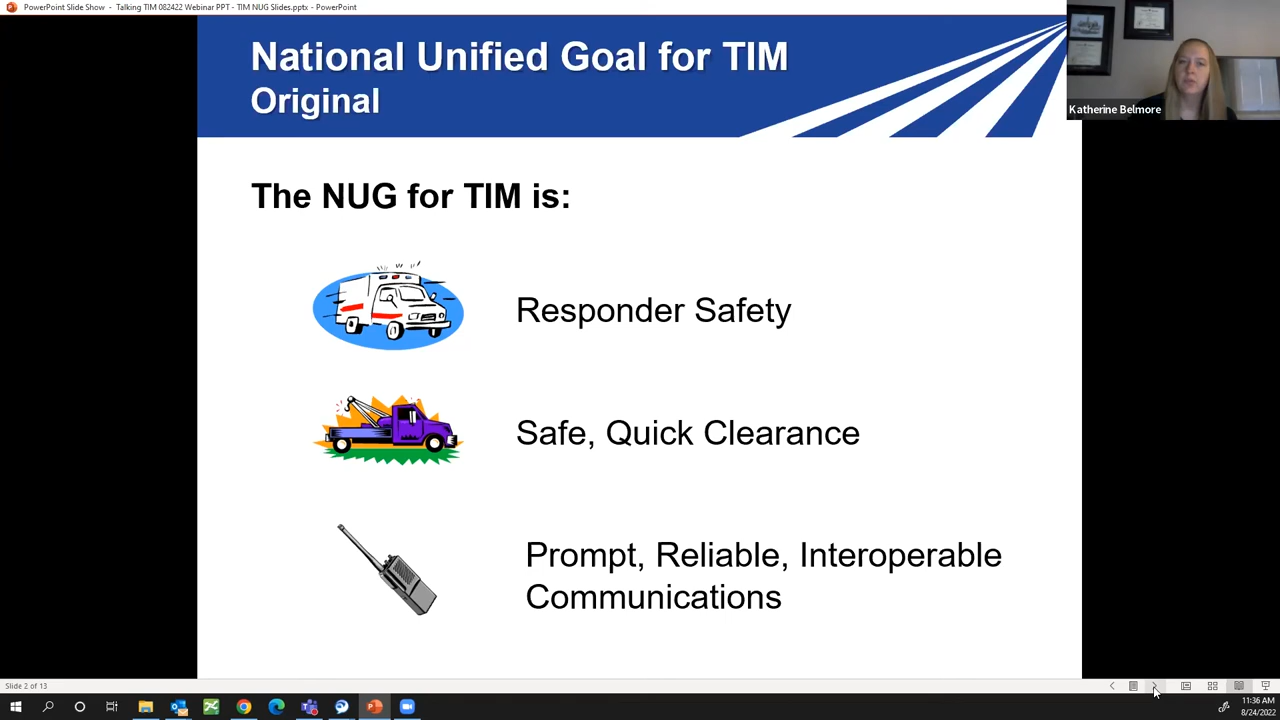 PowerPoint Slide Show - Talking TIM 082422 Webinar PPT - TIM NUG Slides.pptx - PowerPoint
National Unified Goal for TIM
Original
Katherine Belmore
The NUG for TIM is:
Responder Safety
Safe, Quick Clearance
Prompt, Reliable, Interoperable
Communications
Slide 2 of 13
11:36 AM
8/24/2022